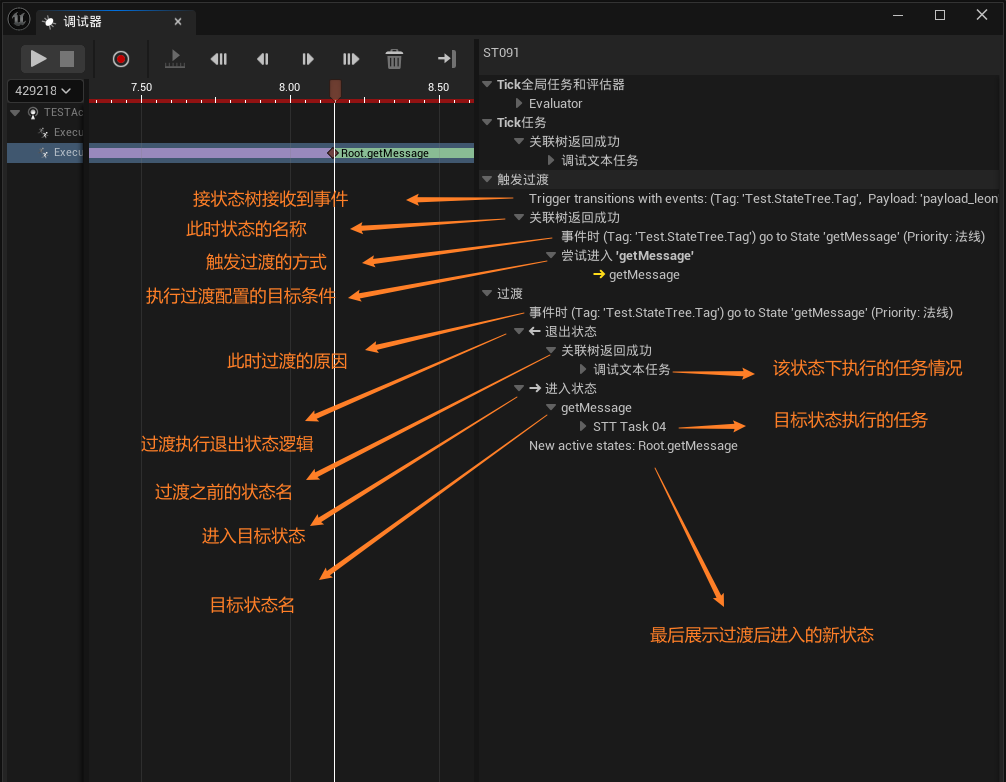 调试器
ST091
429218
7.50
8.00
8.50
TESTAc
Execu
Execu
Root.getMessage
Tick全局任务和评估器
Evaluator
Tick任务
关联树返回成功
调试文本任务
触发过渡
Trigger transitions with events: (Tag: 'Test.StateTree.Tag', Payload: 'payload_leon
关联树返回成功
事件时 (Tag: 'Test.StateTree.Tag') go to State 'getMessage' (Priority: 法线)
尝试进入 'getMessage'
getMessage
过渡
事件时 (Tag: 'Test.StateTree.Tag') go to State 'getMessage' (Priority: 法线)
退出状态
关联树返回成功
调试文本任务
进入状态
getMessage
STT Task 04
New active states: Root.getMessage
接状态树接收到事件
此时状态的名称
触发过渡的方式
执行过渡配置的目标条件
此时过渡的原因
过渡执行退出状态逻辑
过渡之前的状态名
进入目标状态
目标状态名
该状态下执行的任务情况
目标状态执行的任务
最后展示过渡后进入的新状态